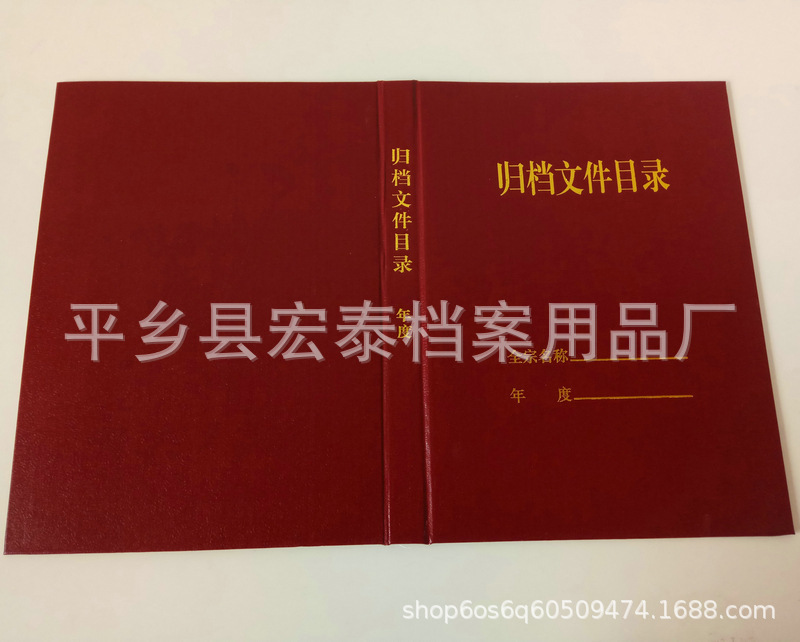 归档文件目录
年度
归档文件目录
平乡县宏泰档案用品厂
全宗名称
年 度
shop6os6q60509474.1688.com